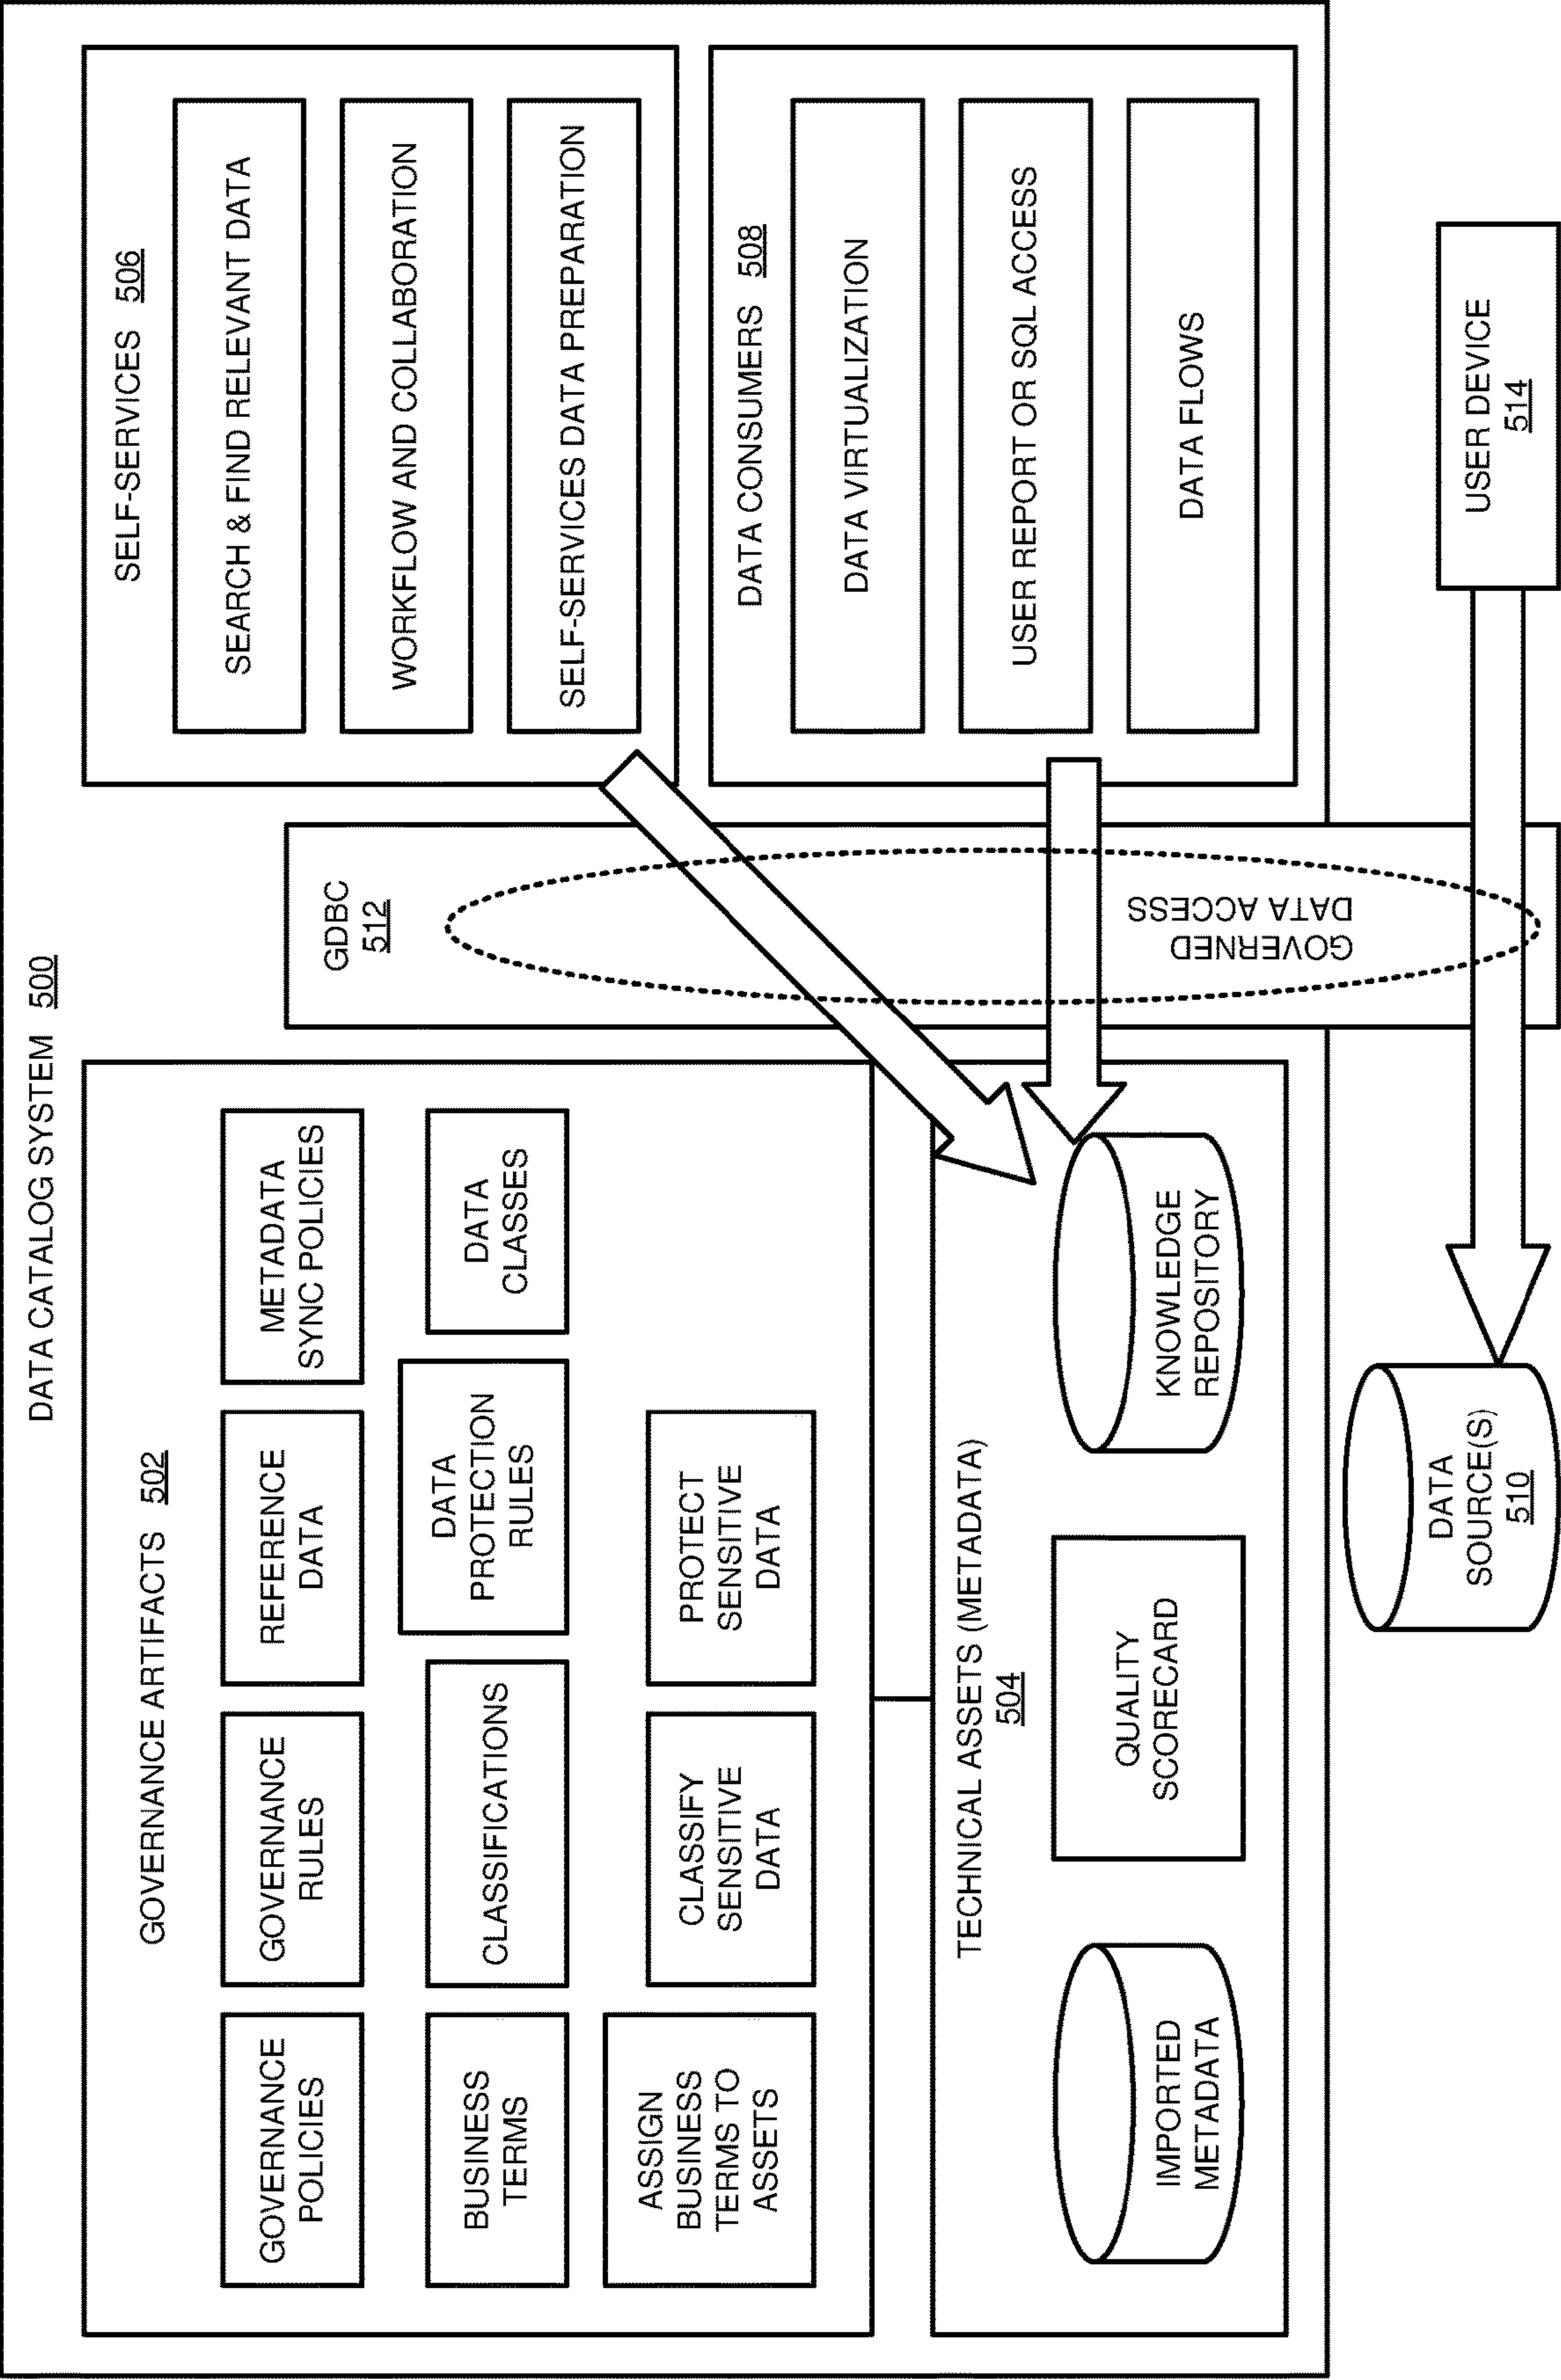 DATA CATALOG SYSTEM 500
GOVERNANCE ARTIFACTS 502
GOVERNANCE
POLICIES
GOVERNANCE
RULES
REFERENCE
DATA
METADATA
SYNC POLICIES
BUSINESS
TERMS
CLASSIFICATIONS
DATA
PROTECTION
RULES
DATA
CLASSES
ASSIGN
BUSINESS
TERMS TO
ASSETS
CLASSIFY
SENSITIVE
DATA
PROTECT
SENSITIVE
DATA
TECHNICAL ASSETS (METADATA)
504
IMPORTED
METADATA
QUALITY
SCORECARD
KNOWLEDGE
REPOSITORY
GDBC
512
GOVERNED
DATA ACCESS
SELF-SERVICES 506
SEARCH & FIND RELEVANT DATA
WORKFLOW AND COLLABORATION
SELF-SERVICES DATA PREPARATION
DATA CONSUMERS 508
DATA VIRTUALIZATION
USER REPORT OR SQL ACCESS
DATA FLOWS
DATA
SOURCE(S)
510
USER DEVICE
514